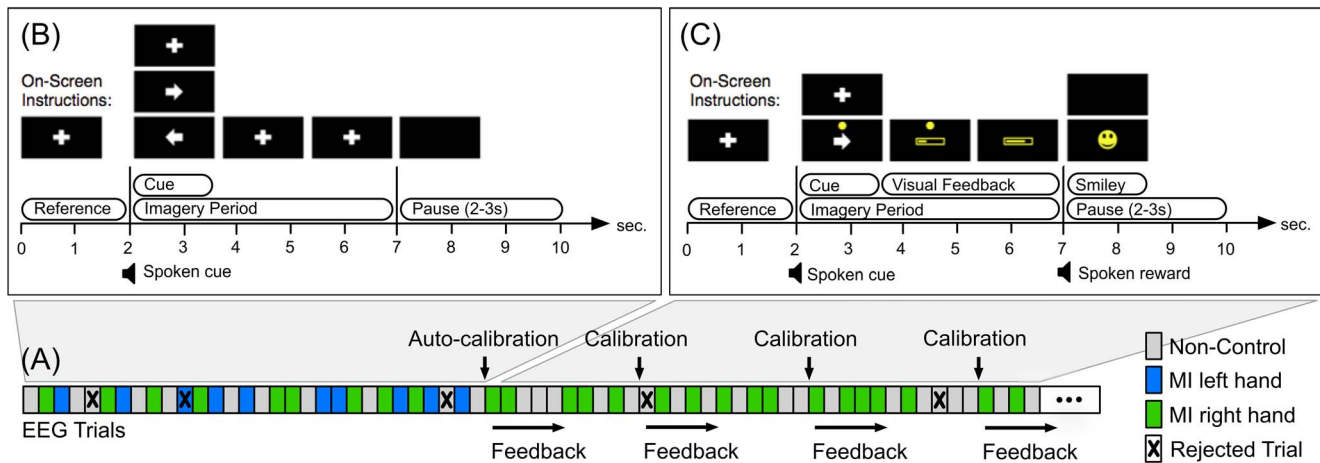 (B)
On-Screen
Instructions:
Cue
Reference
Imagery Period
Pause (2-3s)
sec.
0 1 2 3 4 5 6 7 8 9 10
Spoken cue
(C)
On-Screen
Instructions:
Cue
Visual Feedback
Smiley
Reference
Imagery Period
Pause (2-3s)
sec.
0 1 2 3 4 5 6 7 8 9 10
Spoken cue
Spoken reward
(A)
Auto-calibration
Calibration
Calibration
Calibration
X X X X X
EEG Trials
Feedback
Feedback
Feedback
Feedback
Non-Control
MI left hand
MI right hand
X Rejected Trial